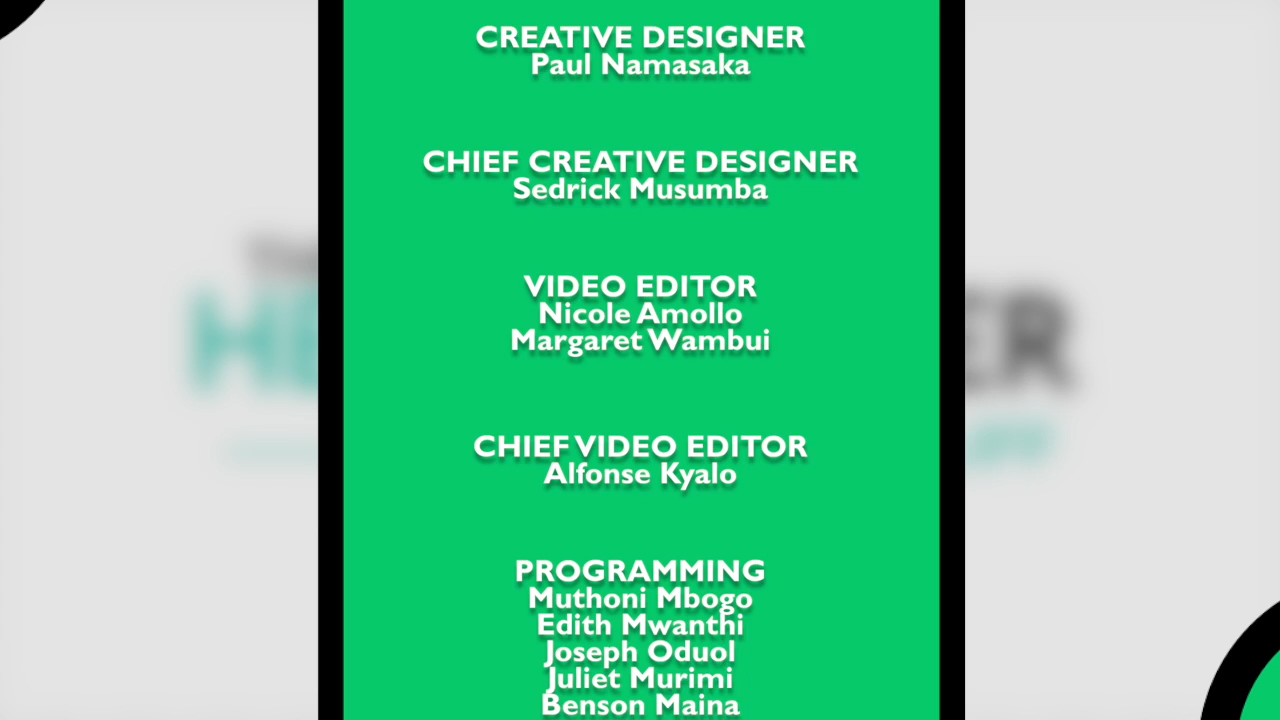 CREATIVE DESIGNER
Paul Namasaka
CHIEF CREATIVE DESIGNER
Sedrick Musumba
VIDEO EDITOR
Nicole Amollo
Margaret Wambui
CHIEF VIDEO EDITOR
Alfonse Kyalo
PROGRAMMING
Muthoni Mbogo
Edith Mwanthi
Joseph Oduol
Juliet Murimi
Benson Maina